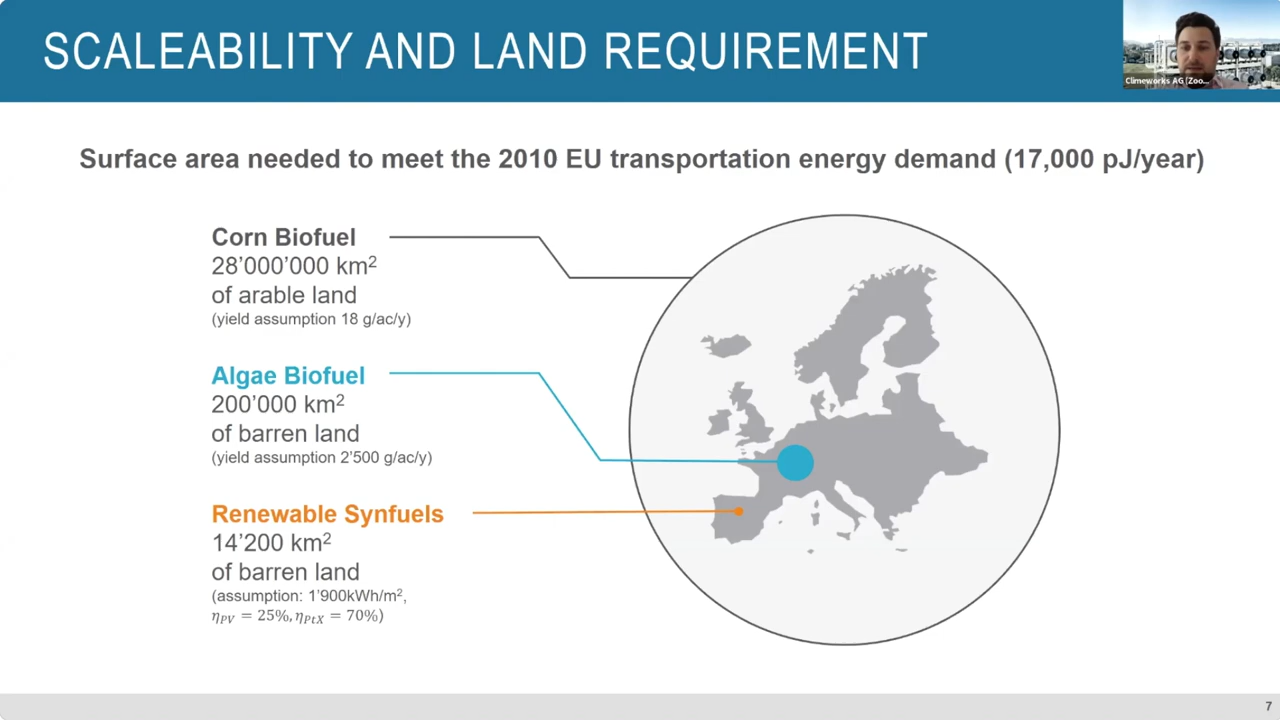 SCALEABILITY AND LAND REQUIREMENT
Climeworks AG (Zoo...
Surface area needed to meet the 2010 EU transportation energy demand (17,000 pJ/year)
Corn Biofuel
28’000’000 km²
of arable land
(yield assumption 18 g/ac/y)
Algae Biofuel
200’000 km²
of barren land
(yield assumption 2’500 g/ac/y)
Renewable Synfuels
14’200 km²
of barren land
(assumption: 1’900kWh/m²,
η_PV = 25%, η_PtX = 70%)
7